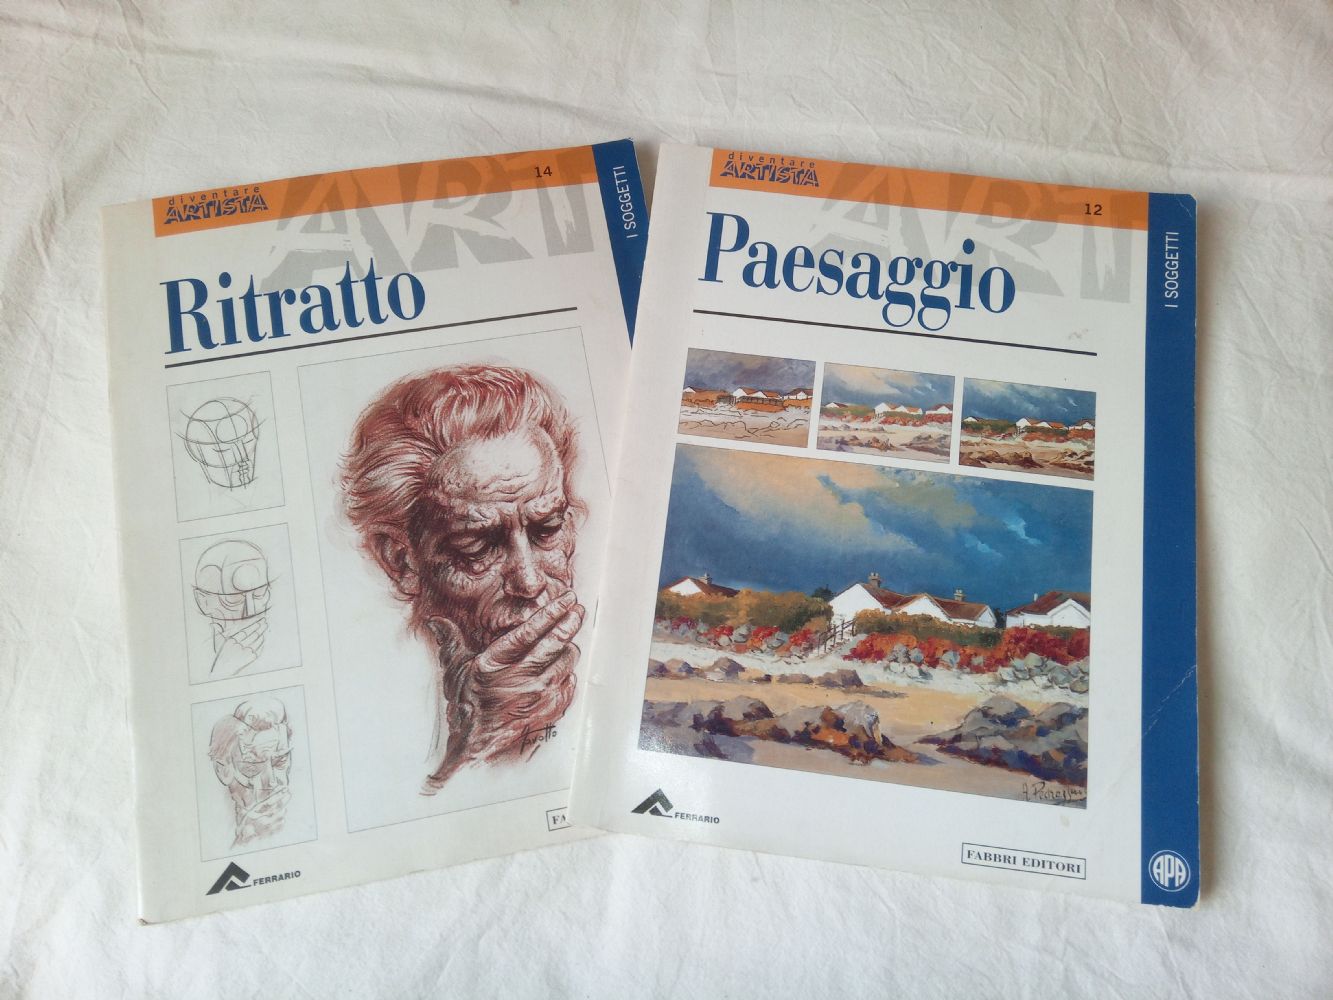 diventare
ARTISTA
ART
14
I SOGGETTI
Ritratto
FERRARIO
diventare
ARTISTA
ART
12
I SOGGETTI
Paesaggio
FERRARIO
FABBRI EDITORI
APA